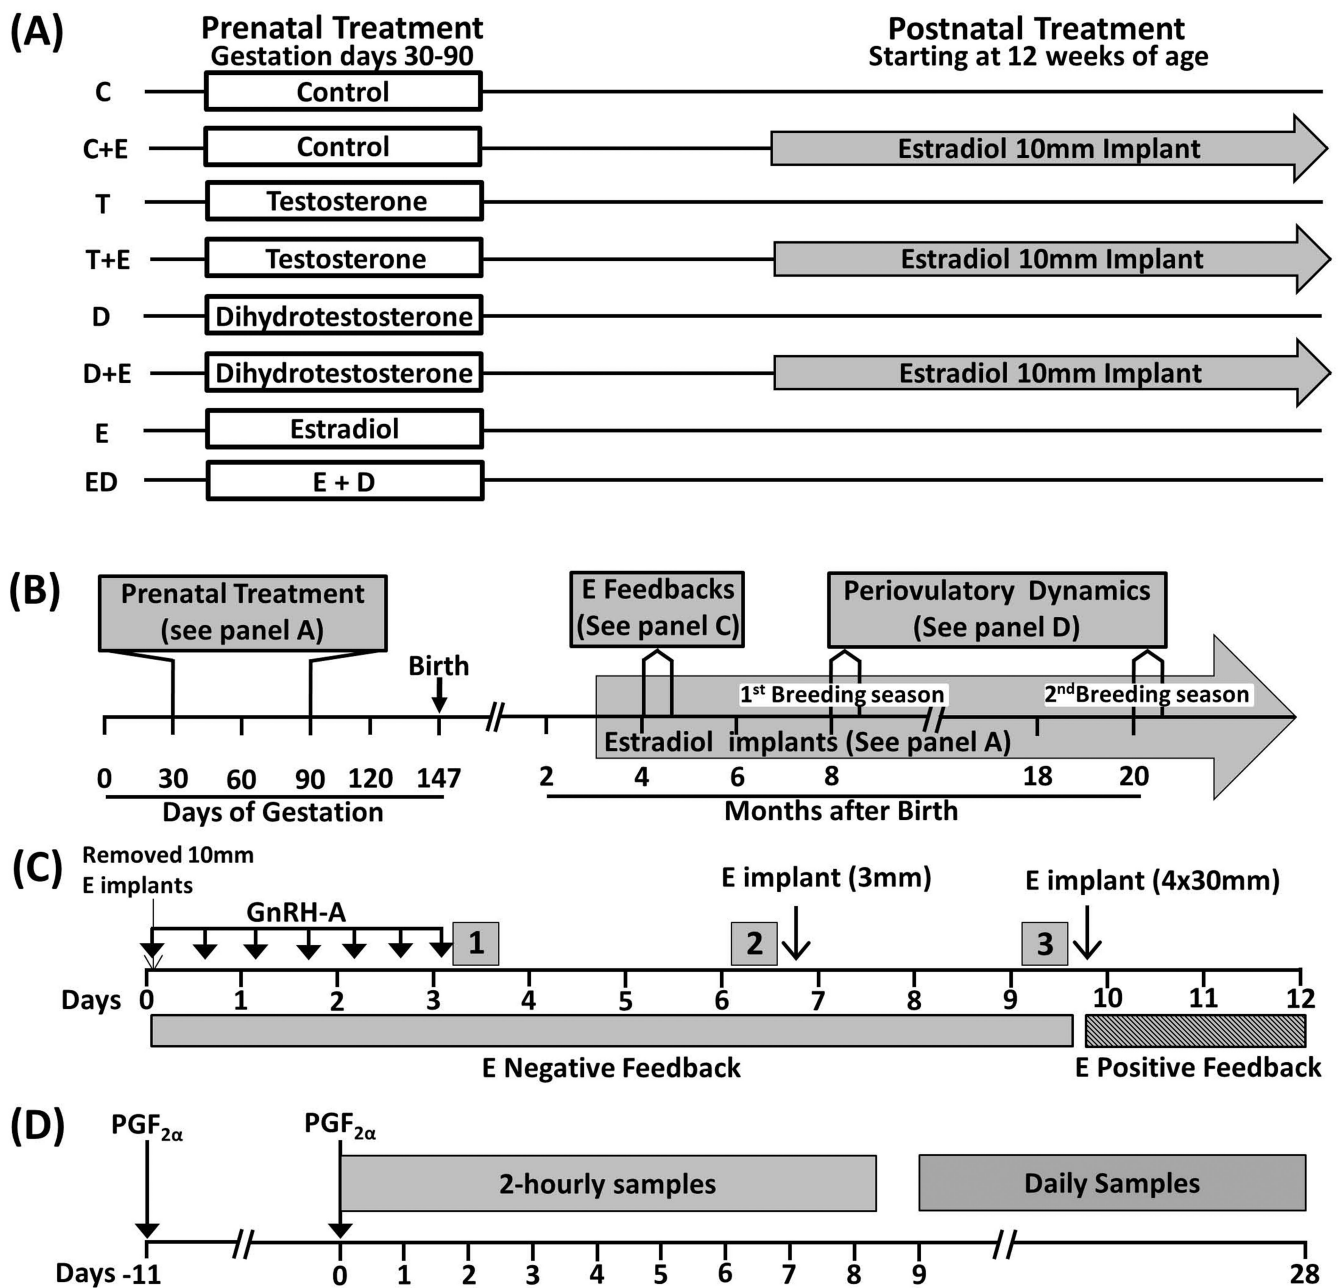 (A)
Prenatal Treatment
Gestation days 30-90
Postnatal Treatment
Starting at 12 weeks of age
C Control
C+E Control Estradiol 10mm Implant
T Testosterone
T+E Testosterone Estradiol 10mm Implant
D Dihydrotestosterone
D+E Dihydrotestosterone Estradiol 10mm Implant
E Estradiol
ED E + D
(B)
Prenatal Treatment
(see panel A)
Birth
E Feedbacks
(See panel C)
Periovulatory Dynamics
(See panel D)
1st Breeding season
2nd Breeding season
Estradiol implants (See panel A)
0 30 60 90 120 147 2 4 6 8 18 20
Days of Gestation
Months after Birth
(C)
Removed 10mm
E implants
GnRH-A
E implant (3mm)
E implant (4x30mm)
1 2 3
Days 0 1 2 3 4 5 6 7 8 9 10 11 12
E Negative Feedback
E Positive Feedback
(D)
PGF2α PGF2α
2-hourly samples
Daily Samples
Days -11 0 1 2 3 4 5 6 7 8 9 28